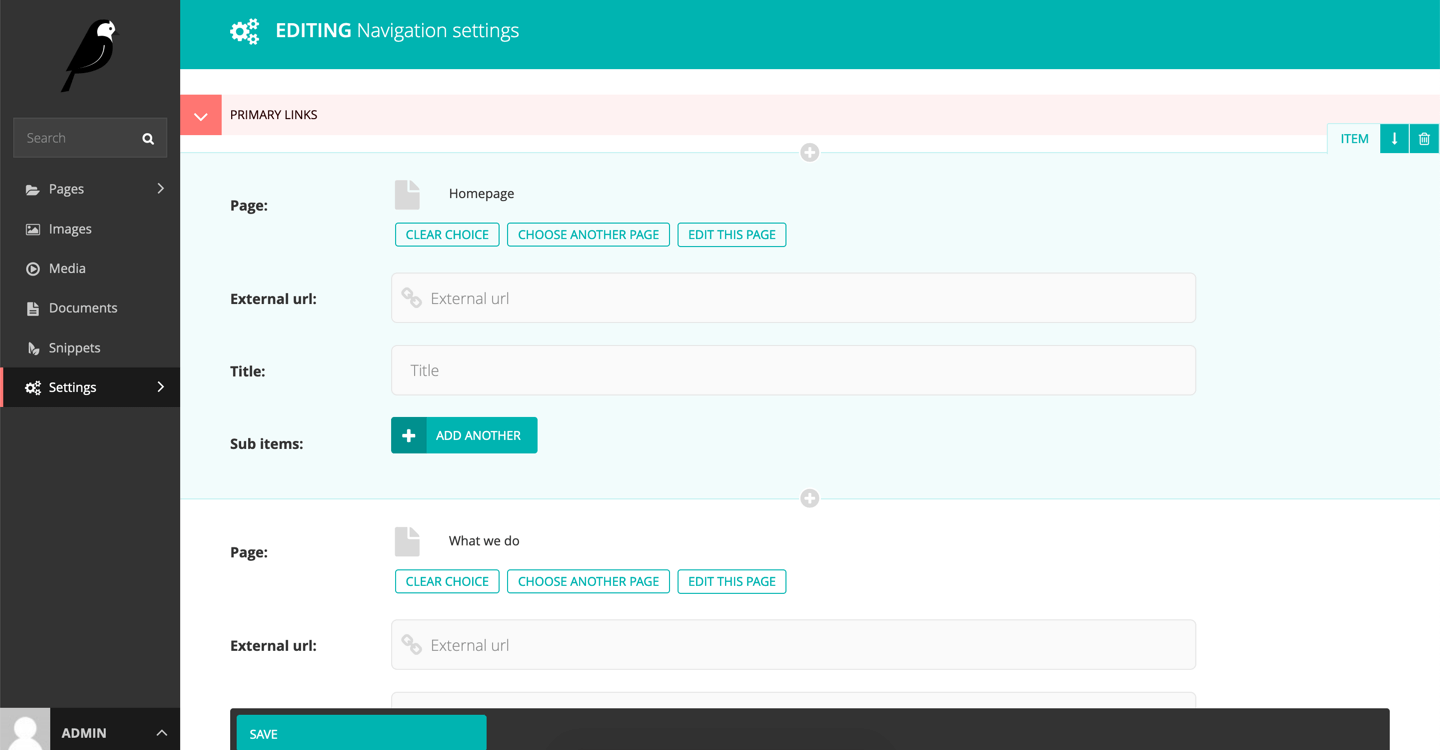 EDITING Navigation settings
Search
Pages
Images
Media
Documents
Snippets
Settings
ADMIN
PRIMARY LINKS
ITEM
Page:
Homepage
CLEAR CHOICE
CHOOSE ANOTHER PAGE
EDIT THIS PAGE
External url:
External url
Title:
Title
Sub items:
ADD ANOTHER
Page:
What we do
CLEAR CHOICE
CHOOSE ANOTHER PAGE
EDIT THIS PAGE
External url:
External url
SAVE